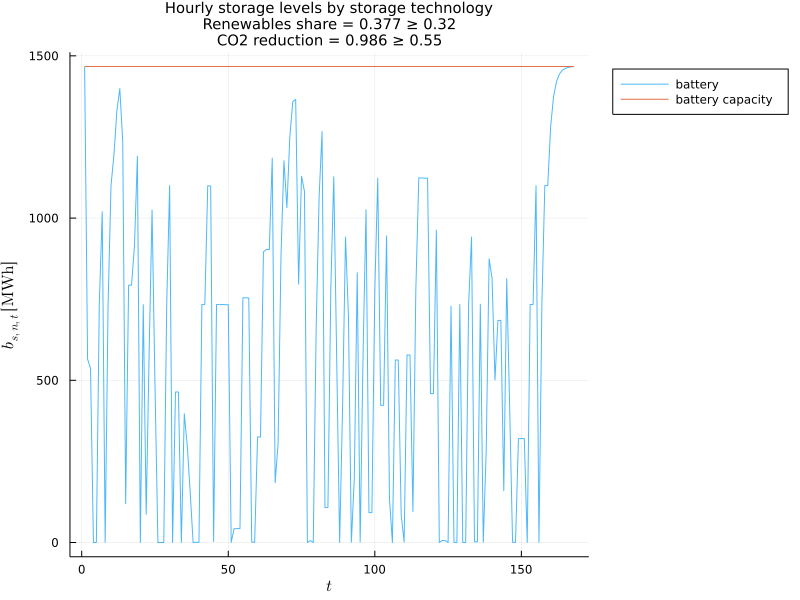 Hourly storage levels by storage technology
Renewables share = 0.377 ≥ 0.32
CO2 reduction = 0.986 ≥ 0.55
1500
1000
500
0
b_{s, n, t} [MWh]
0
50
100
150
t
battery
battery capacity